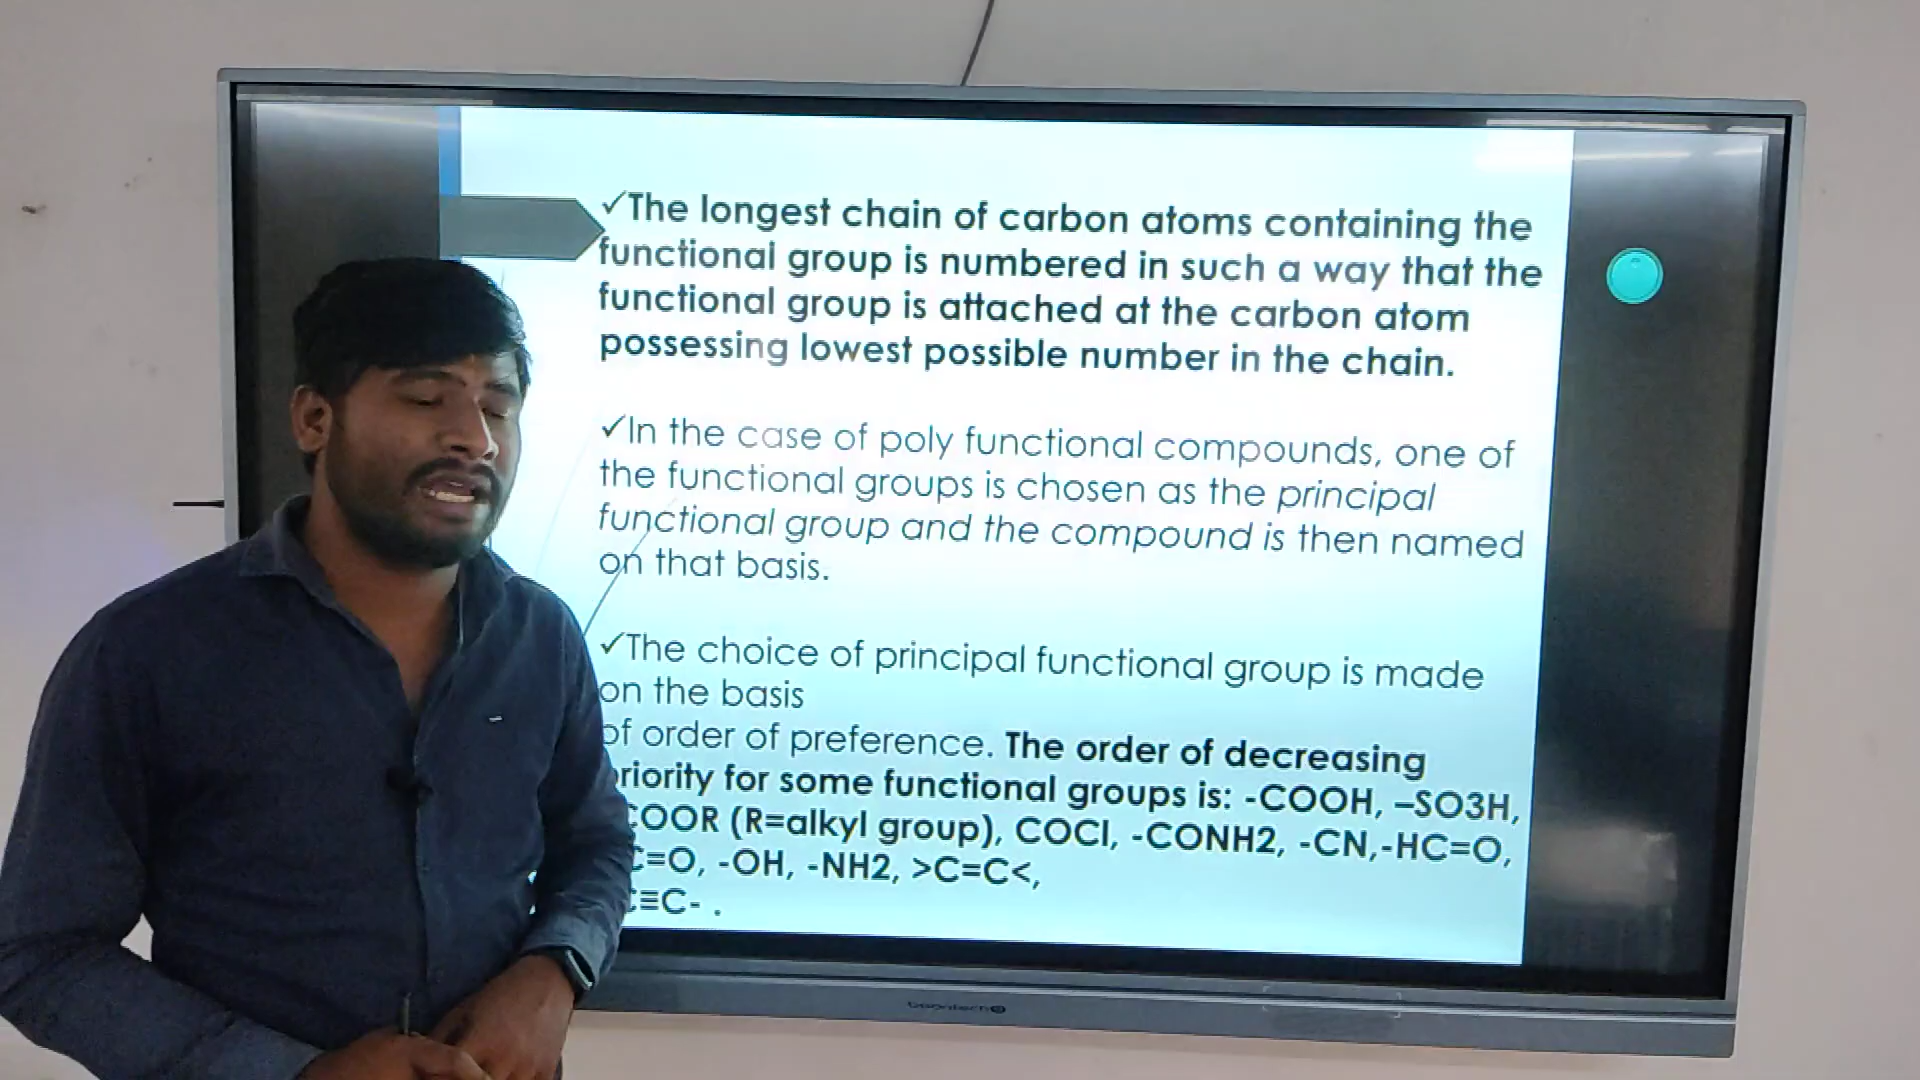 ✓The longest chain of carbon atoms containing the
functional group is numbered in such a way that the
functional group is attached at the carbon atom
possessing lowest possible number in the chain.
✓In the case of poly functional compounds, one of
the functional groups is chosen as the principal
functional group and the compound is then named
on that basis.
✓The choice of principal functional group is made
on the basis
of order of preference. The order of decreasing
priority for some functional groups is: -COOH, –SO3H,
COOR (R=alkyl group), COCl, -CONH2, -CN,-HC=O,
C=O, -OH, -NH2, >C=C<,
C≡C- .